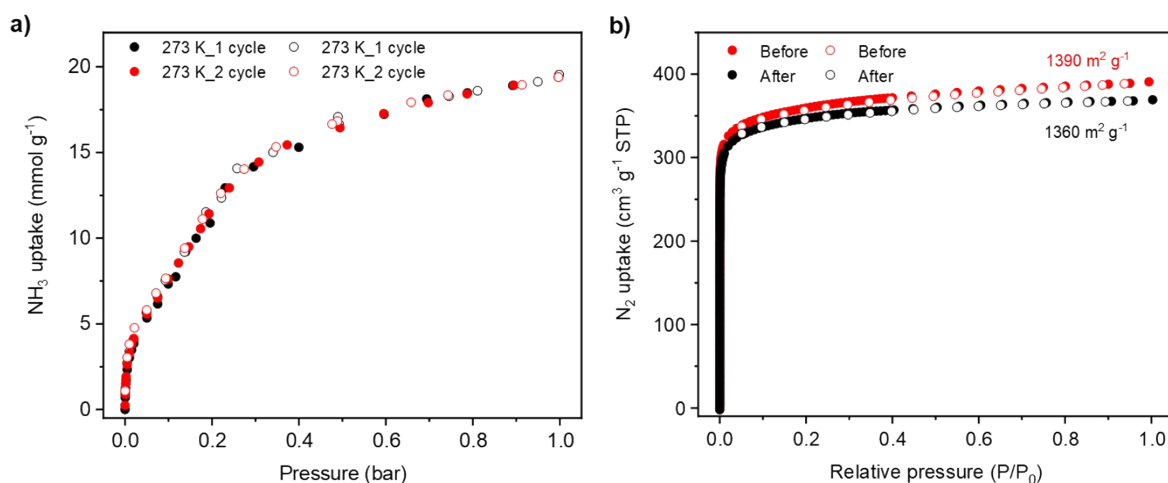 a)
273 K_1 cycle
273 K_1 cycle
273 K_2 cycle
273 K_2 cycle
20
15
10
5
0
NH₃ uptake (mmol g⁻¹)
0.0 0.2 0.4 0.6 0.8 1.0
Pressure (bar)
b)
Before
Before
After
After
1390 m² g⁻¹
1360 m² g⁻¹
400
300
200
100
0
N₂ uptake (cm³ g⁻¹ STP)
0.0 0.2 0.4 0.6 0.8 1.0
Relative pressure (P/P₀)